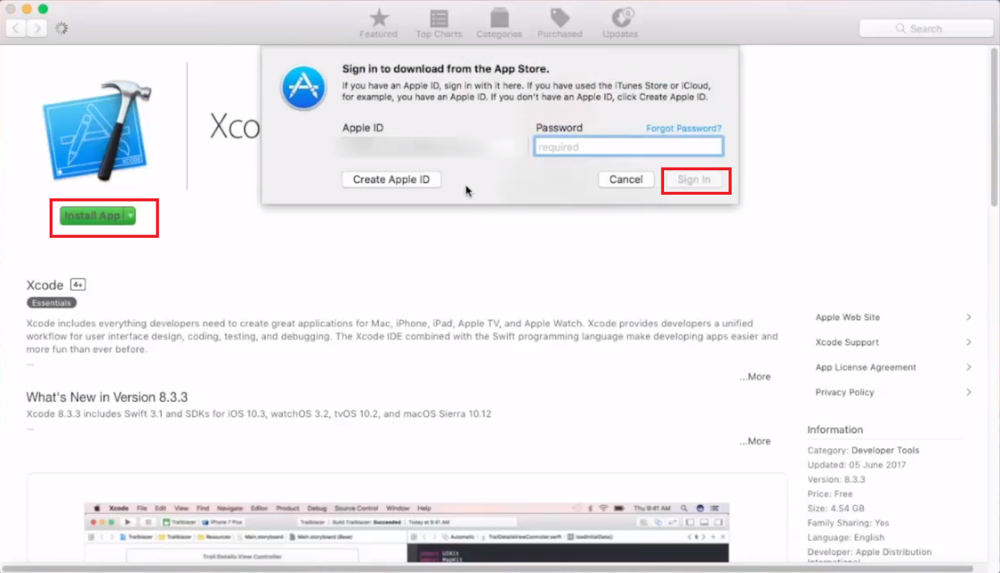 Featured
Top Charts
Categories
Purchased
Updates
Search
Sign in to download from the App Store.
If you have an Apple ID, sign in with it here. If you have used the iTunes Store or iCloud,
for example, you have an Apple ID. If you don't have an Apple ID, click Create Apple ID.
Apple ID
Password
Forgot Password?
required
Create Apple ID
Cancel
Sign In
XCODE
Xco
Install App
Xcode 4+
Essentials
Xcode includes everything developers need to create great applications for Mac, iPhone, iPad, Apple TV, and Apple Watch. Xcode provides developers a unified
workflow for user interface design, coding, testing, and debugging. The Xcode IDE combined with the Swift programming language make developing apps easier and
more fun than ever before.
...
...More
What's New in Version 8.3.3
Xcode 8.3.3 includes Swift 3.1 and SDKs for iOS 10.3, watchOS 3.2, tvOS 10.2, and macOS Sierra 10.12
...
...More
Apple Web Site
Xcode Support
App License Agreement
Privacy Policy
Information
Category: Developer Tools
Updated: 05 June 2017
Version: 8.3.3
Price: Free
Size: 4.54 GB
Family Sharing: Yes
Language: English
Developer: Apple Distribution
International
Xcode File Edit View Find Navigate Editor Product Debug Source Control Window Help
Thu 9:41 AM
Trailblazer iPhone 7 Plus
Trailblazer | Build Trailblazer: Succeeded | Today at 9:41 AM
Trailblazer Trailblazer Resources Main.storyboard Main.storyboard (Base)
Automatic TrailDetailsViewController.swift loadInitialData()
Trail Details View Controller
import UIKit
import MapKit